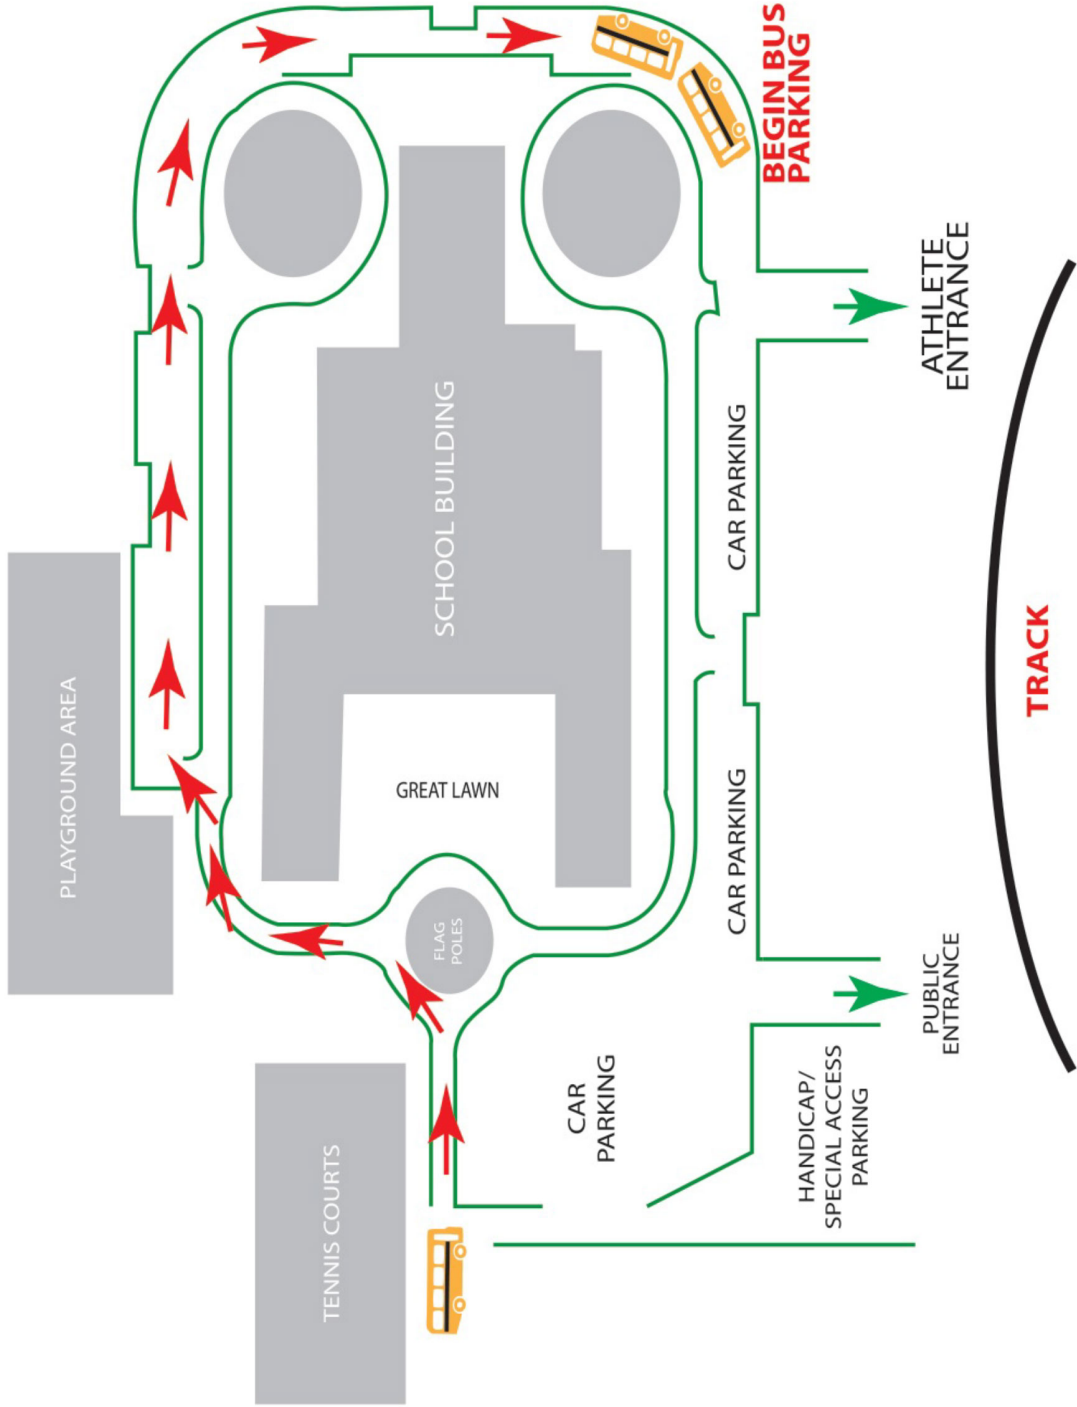 BEGIN BUS
PARKING
ATHLETE
ENTRANCE
CAR PARKING
SCHOOL BUILDING
TRACK
PLAYGROUND AREA
GREAT LAWN
CAR PARKING
FLAG
POLES
PUBLIC
ENTRANCE
CAR
PARKING
HANDICAP/
SPECIAL ACCESS
PARKING
TENNIS COURTS